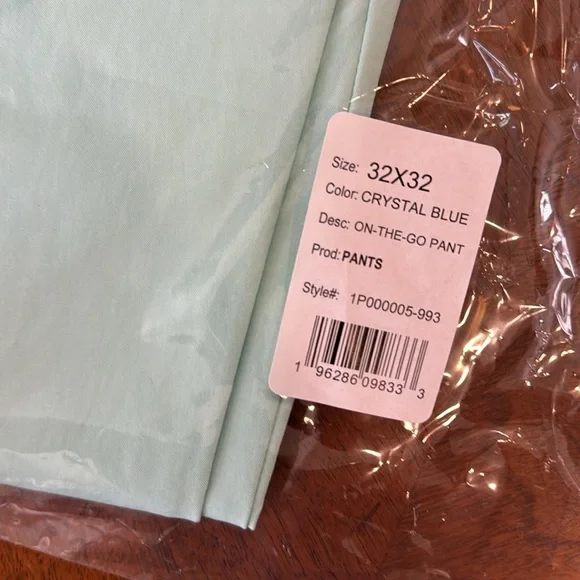 Size: 32X32
Color: CRYSTAL BLUE
Desc: ON-THE-GO PANT
Prod: PANTS
Style#: 1P000005-993
1 96286 09833 3